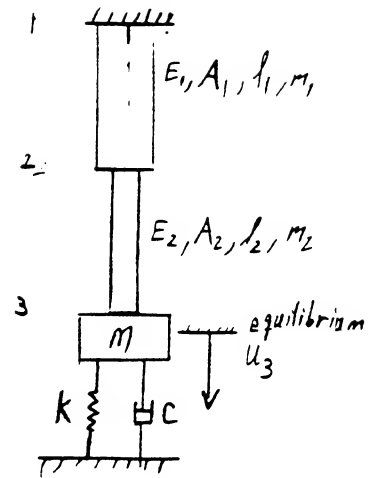 1
E₁, A₁, l₁, m₁
2
E₂, A₂, l₂, m₂
3
M
equilibrium
u₃
K
C